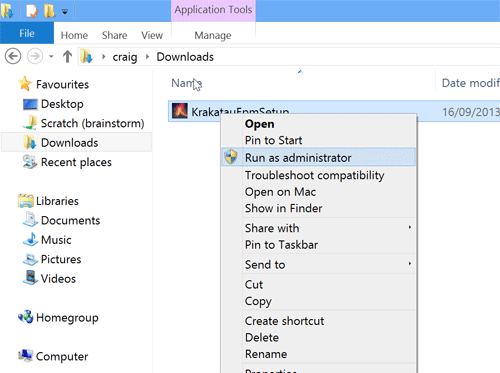 Application Tools
File
Home
Share
View
Manage
craig
Downloads
Name
Date modif
KrakatauEpmSetup
16/09/2013
Favourites
Desktop
Scratch (brainstorm)
Downloads
Recent places
Libraries
Documents
Music
Pictures
Videos
Homegroup
Computer
Open
Pin to Start
Run as administrator
Troubleshoot compatibility
Open on Mac
Show in Finder
Share with
Pin to Taskbar
Send to
Cut
Copy
Create shortcut
Delete
Rename
Properties